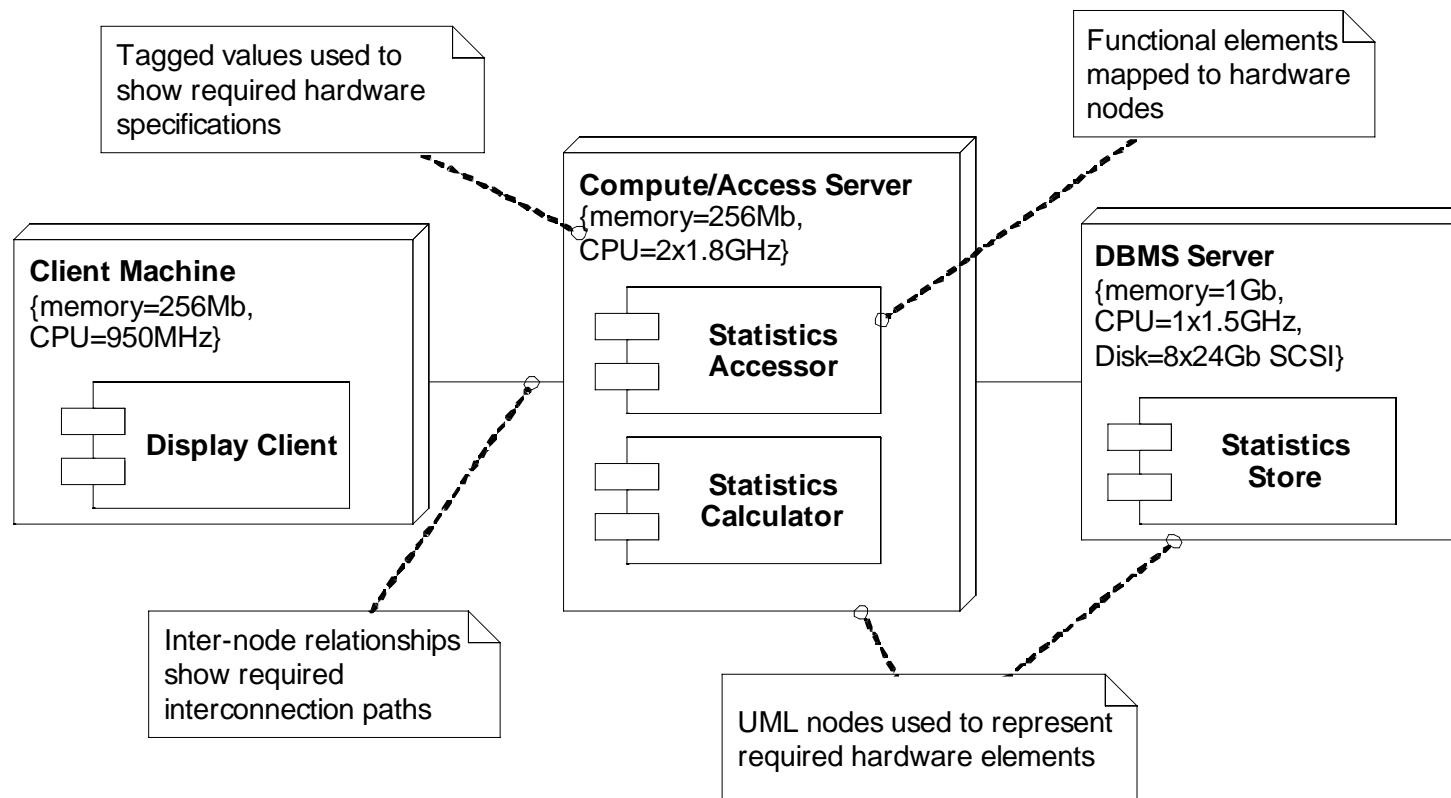 Tagged values used to
show required hardware
specifications
Functional elements
mapped to hardware
nodes
Client Machine
{memory=256Mb,
CPU=950MHz}
Display Client
Compute/Access Server
{memory=256Mb,
CPU=2x1.8GHz}
Statistics
Accessor
Statistics
Calculator
DBMS Server
{memory=1Gb,
CPU=1x1.5GHz,
Disk=8x24Gb SCSI}
Statistics
Store
Inter-node relationships
show required
interconnection paths
UML nodes used to represent
required hardware elements